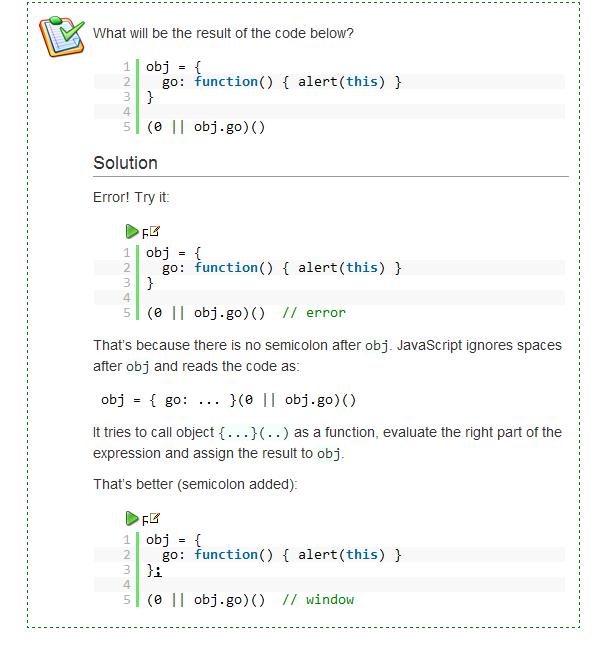 What will be the result of the code below?
1 obj = {
2 go: function() { alert(this) }
3 }
4
5 (0 || obj.go)()
Solution
Error! Try it:
1 obj = {
2 go: function() { alert(this) }
3 }
4
5 (0 || obj.go)() // error
That's because there is no semicolon after obj. JavaScript ignores spaces
after obj and reads the code as:
obj = { go: ... }(0 || obj.go)()
It tries to call object {...}(..) as a function, evaluate the right part of the
expression and assign the result to obj.
That's better (semicolon added):
1 obj = {
2 go: function() { alert(this) }
3 };
4
5 (0 || obj.go)() // window